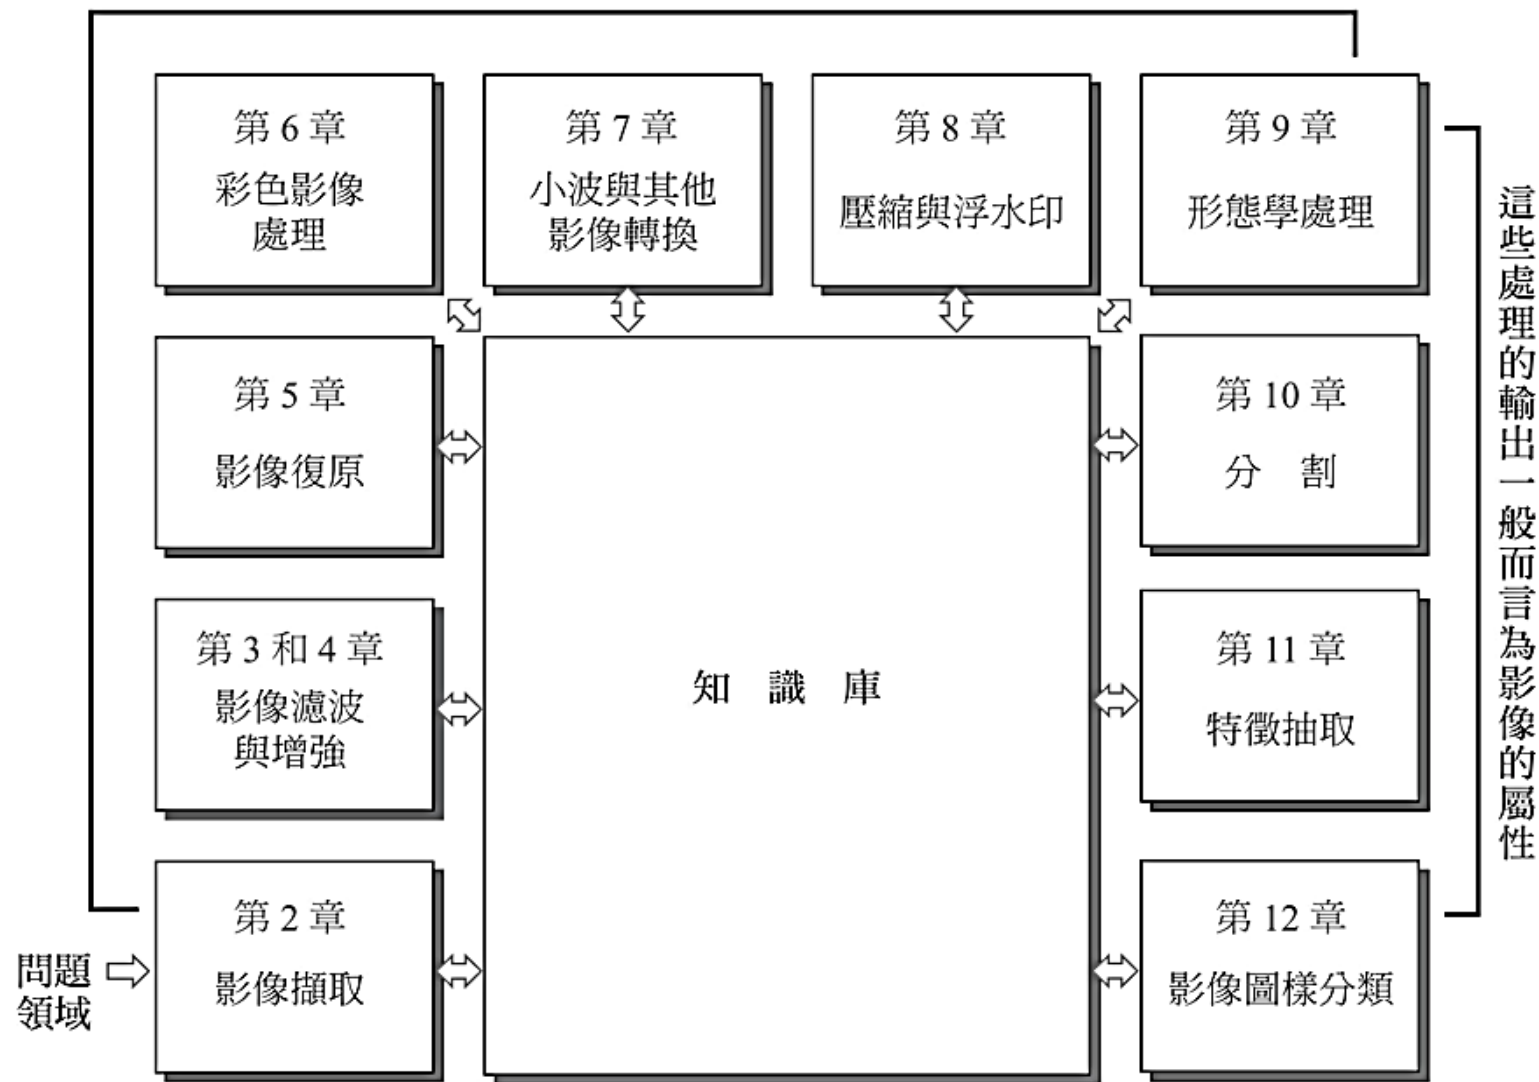 第 6 章
彩色影像
處理
第 7 章
小波與其他
影像轉換
第 8 章
壓縮與浮水印
第 9 章
形態學處理
第 5 章
影像復原
第 10 章
分 割
第 3 和 4 章
影像濾波
與增強
知 識 庫
第 11 章
特徵抽取
第 2 章
影像擷取
第 12 章
影像圖樣分類
問題
領域
這些處理的輸出一般而言為影像的屬性